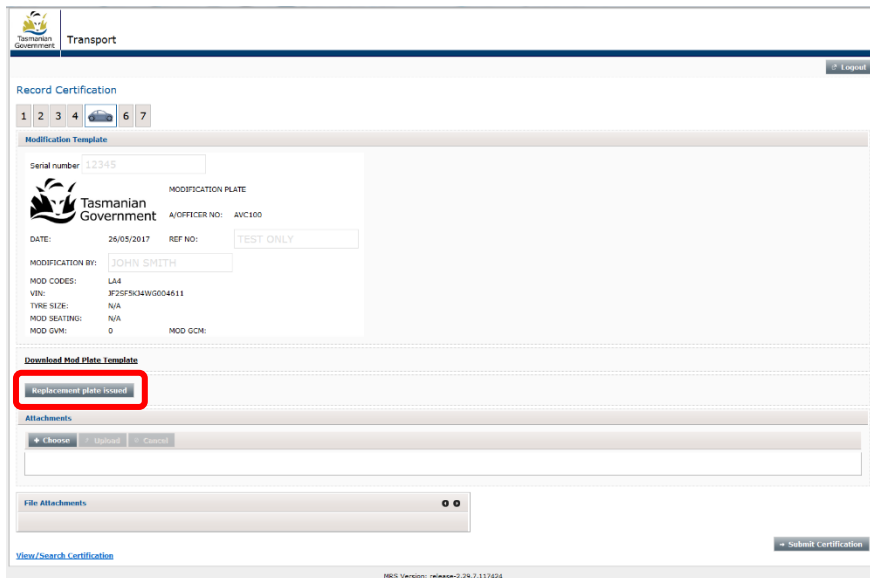 Tasmanian
Government
Transport
Logout
Record Certification
1 2 3 4 6 7
Modification Template
Serial number 12345
Tasmanian
Government
MODIFICATION PLATE
A/OFFICER NO: AVC100
DATE: 26/05/2017 REF NO: TEST ONLY
MODIFICATION BY: JOHN SMITH
MOD CODES: LA4
VIN: JF2SF5KJ4WG004611
TYRE SIZE: N/A
MOD SEATING: N/A
MOD GVM: 0 MOD GCM:
Download Mod Plate Template
Replacement plate issued
Attachments
+ Choose Upload Cancel
File Attachments
Submit Certification
View/Search Certification
MRS Version: release-2.29.7.117424